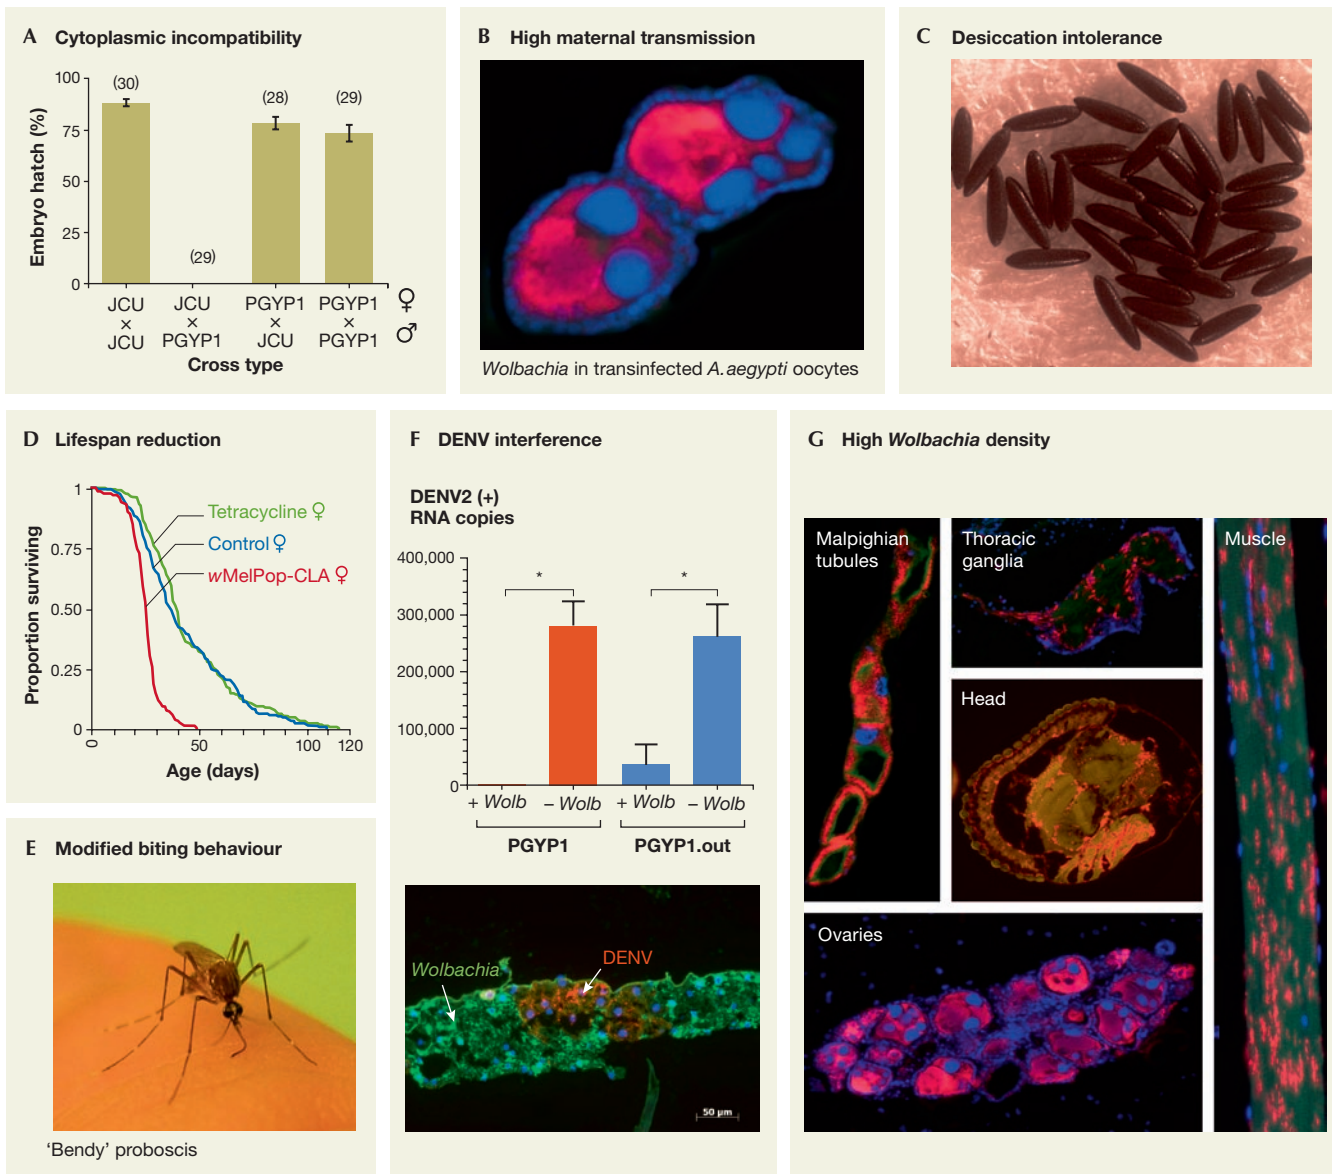 A Cytoplasmic incompatibility
Embryo hatch (%)
100
75
50
25
0
(30)
(29)
(28)
(29)
JCU × JCU
JCU × PGYP1
PGYP1 × JCU
PGYP1 × PGYP1
♀
♂
Cross type
B High maternal transmission
Wolbachia in transinfected A. aegypti oocytes
C Desiccation intolerance
D Lifespan reduction
Proportion surviving
1
0.75
0.50
0.25
0
Tetracycline ♀
Control ♀
wMelPop-CLA ♀
0 50 100 120
Age (days)
E Modified biting behaviour
'Bendy' proboscis
F DENV interference
DENV2 (+)
RNA copies
400,000
300,000
200,000
100,000
0
*
*
+ Wolb – Wolb + Wolb – Wolb
PGYP1 PGYP1.out
Wolbachia
DENV
50 µm
G High Wolbachia density
Malpighian
tubules
Thoracic
ganglia
Muscle
Head
Ovaries